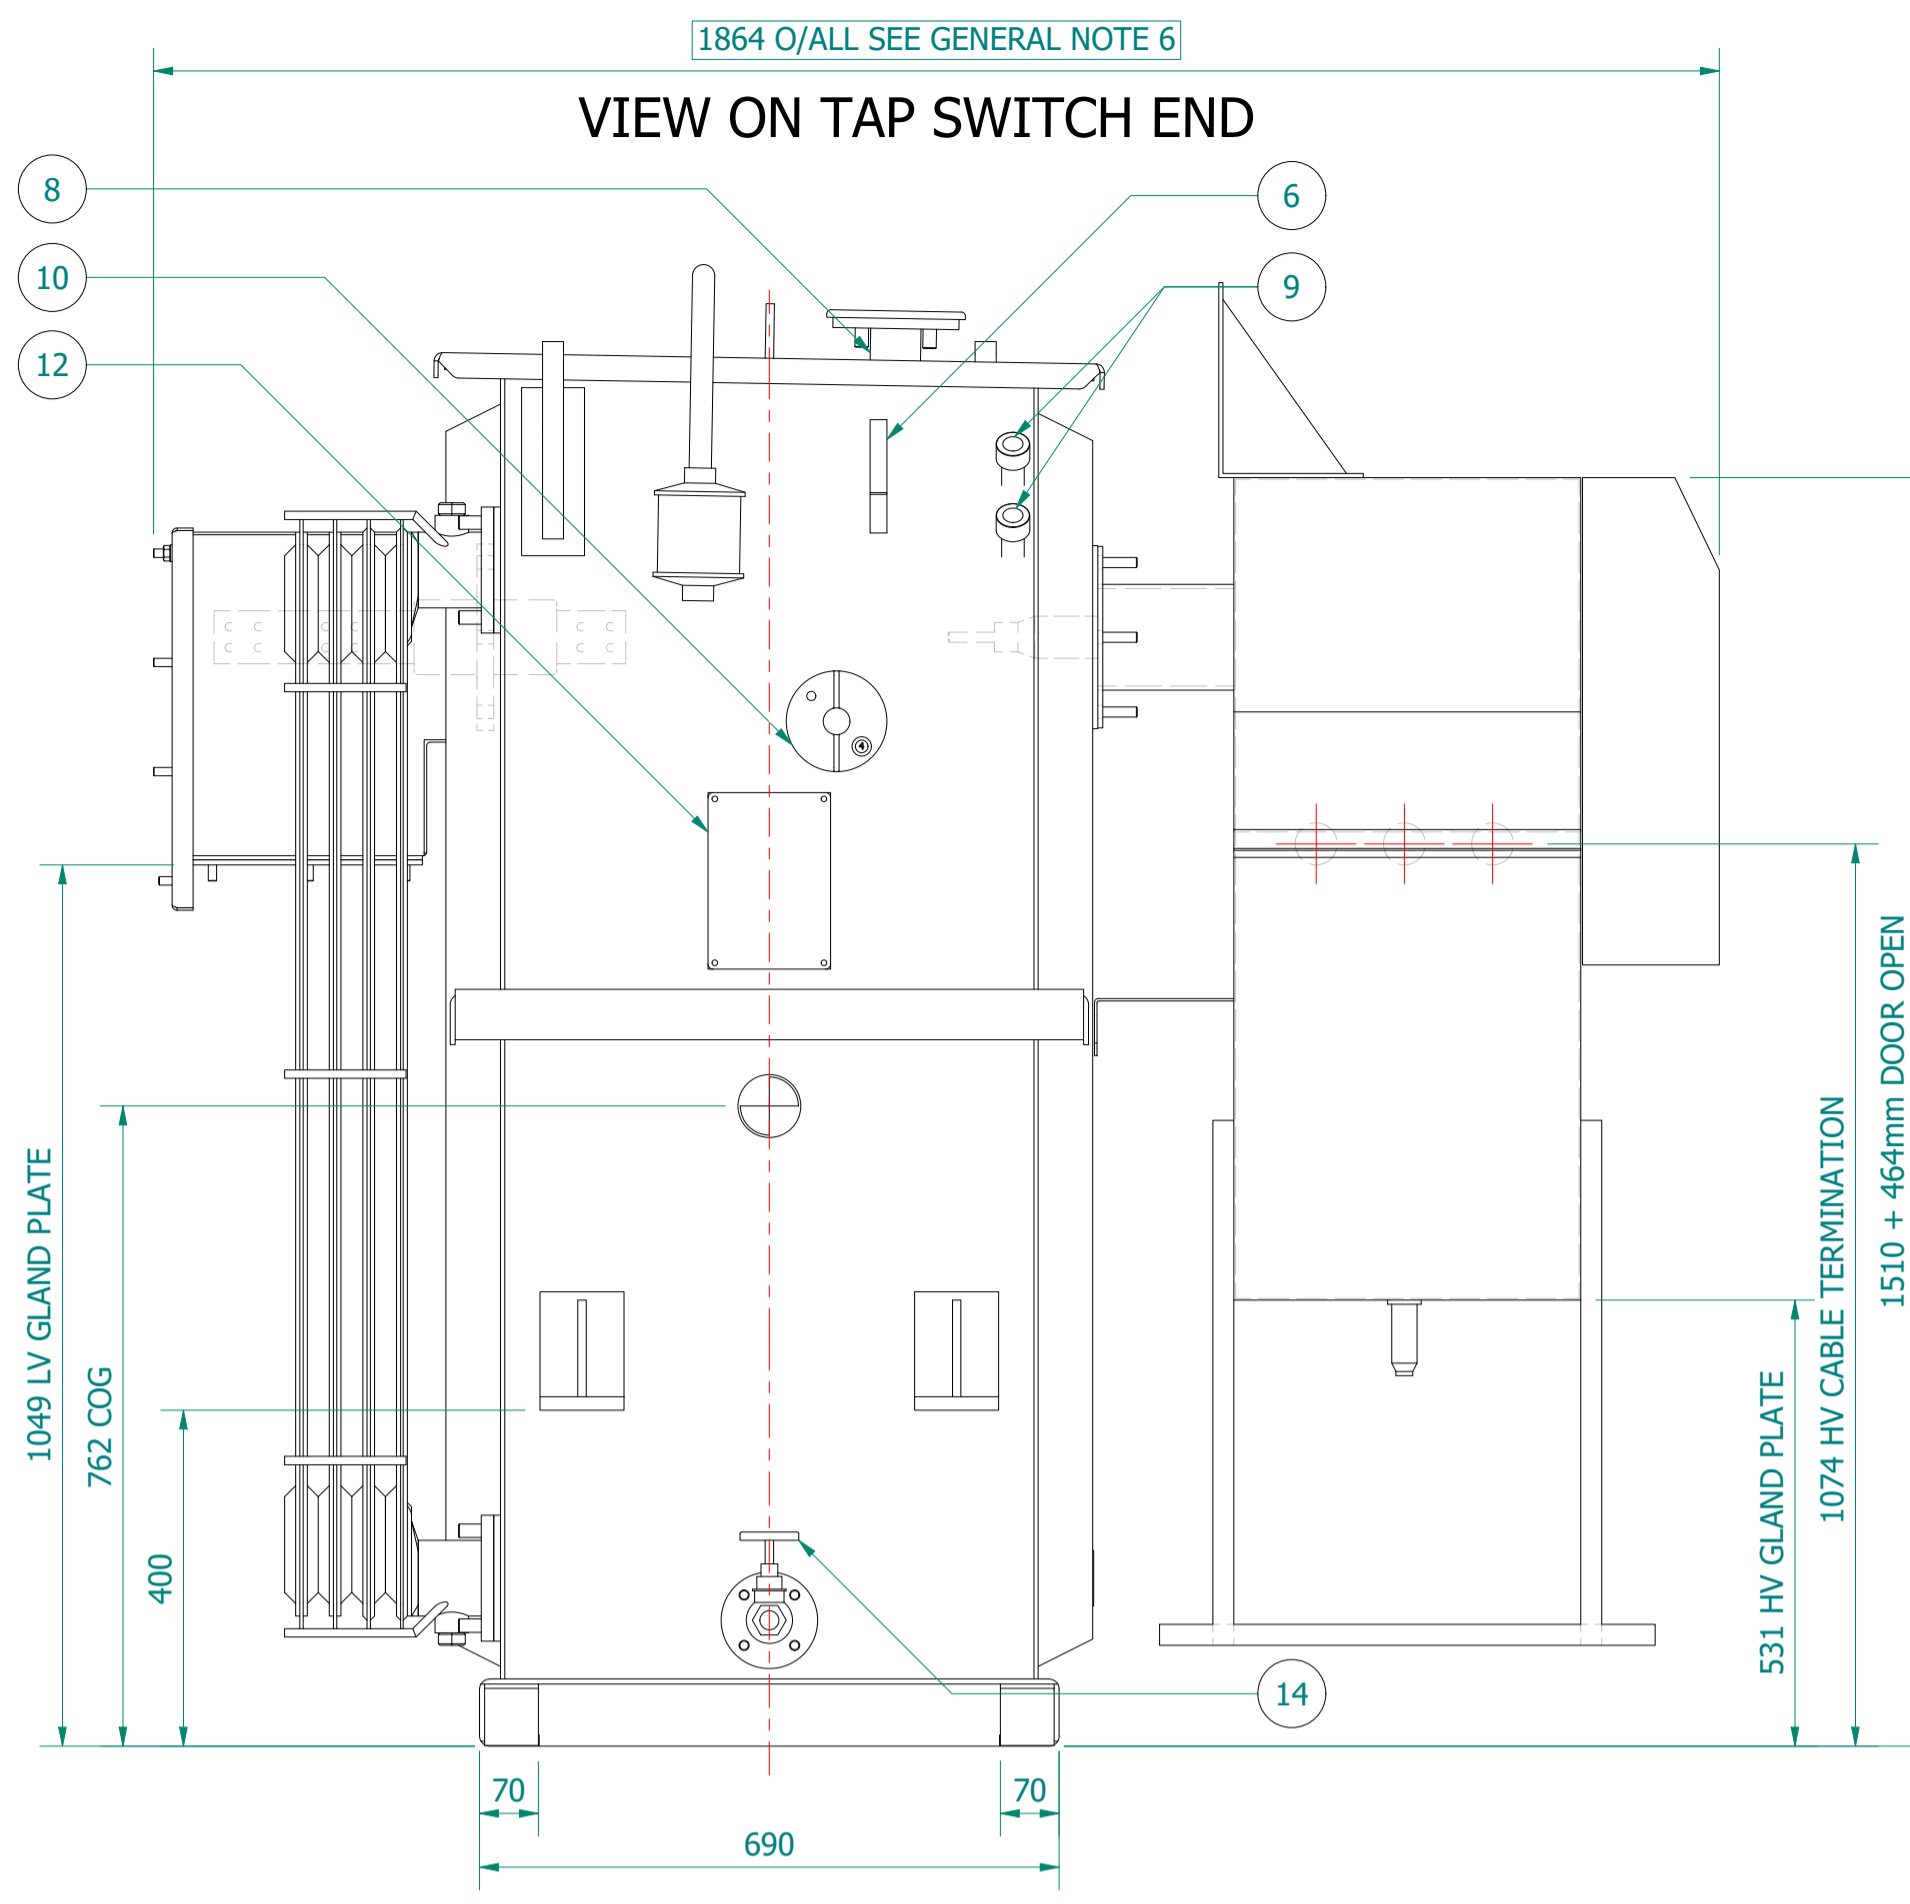 1864 O/ALL SEE GENERAL NOTE 6
VIEW ON TAP SWITCH END
8
6
10
9
12
4
1049 LV GLAND PLATE
762 COG
400
1510 + 464mm DOOR OPEN
1074 HV CABLE TERMINATION
531 HV GLAND PLATE
14
70
70
690